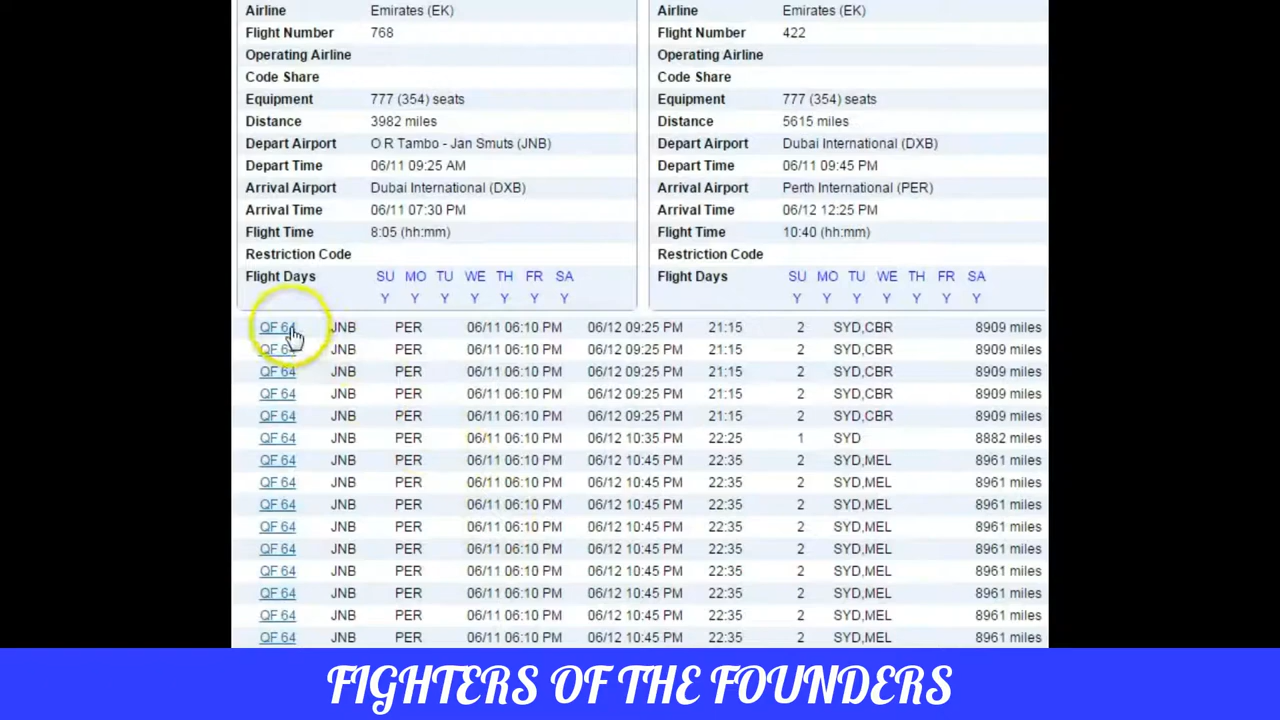 Airline Emirates (EK) Airline Emirates (EK)
Flight Number 768 Flight Number 422
Operating Airline Operating Airline
Code Share Code Share
Equipment 777 (354) seats Equipment 777 (354) seats
Distance 3982 miles Distance 5615 miles
Depart Airport O R Tambo - Jan Smuts (JNB) Depart Airport Dubai International (DXB)
Depart Time 06/11 09:25 AM Depart Time 06/11 09:45 PM
Arrival Airport Dubai International (DXB) Arrival Airport Perth International (PER)
Arrival Time 06/11 07:30 PM Arrival Time 06/12 12:25 PM
Flight Time 8:05 (hh:mm) Flight Time 10:40 (hh:mm)
Restriction Code Restriction Code
Flight Days SU MO TU WE TH FR SA Flight Days SU MO TU WE TH FR SA
Y Y Y Y Y Y Y Y Y Y Y Y Y Y
QF 64 JNB PER 06/11 06:10 PM 06/12 09:25 PM 21:15 2 SYD,CBR 8909 miles
QF 64 JNB PER 06/11 06:10 PM 06/12 09:25 PM 21:15 2 SYD,CBR 8909 miles
QF 64 JNB PER 06/11 06:10 PM 06/12 09:25 PM 21:15 2 SYD,CBR 8909 miles
QF 64 JNB PER 06/11 06:10 PM 06/12 09:25 PM 21:15 2 SYD,CBR 8909 miles
QF 64 JNB PER 06/11 06:10 PM 06/12 09:25 PM 21:15 2 SYD,CBR 8909 miles
QF 64 JNB PER 06/11 06:10 PM 06/12 10:35 PM 22:25 1 SYD 8882 miles
QF 64 JNB PER 06/11 06:10 PM 06/12 10:45 PM 22:35 2 SYD,MEL 8961 miles
QF 64 JNB PER 06/11 06:10 PM 06/12 10:45 PM 22:35 2 SYD,MEL 8961 miles
QF 64 JNB PER 06/11 06:10 PM 06/12 10:45 PM 22:35 2 SYD,MEL 8961 miles
QF 64 JNB PER 06/11 06:10 PM 06/12 10:45 PM 22:35 2 SYD,MEL 8961 miles
QF 64 JNB PER 06/11 06:10 PM 06/12 10:45 PM 22:35 2 SYD,MEL 8961 miles
QF 64 JNB PER 06/11 06:10 PM 06/12 10:45 PM 22:35 2 SYD,MEL 8961 miles
QF 64 JNB PER 06/11 06:10 PM 06/12 10:45 PM 22:35 2 SYD,MEL 8961 miles
QF 64 JNB PER 06/11 06:10 PM 06/12 10:45 PM 22:35 2 SYD,MEL 8961 miles
QF 64 JNB PER 06/11 06:10 PM 06/12 10:45 PM 22:35 2 SYD,MEL 8961 miles
FIGHTERS OF THE FOUNDERS